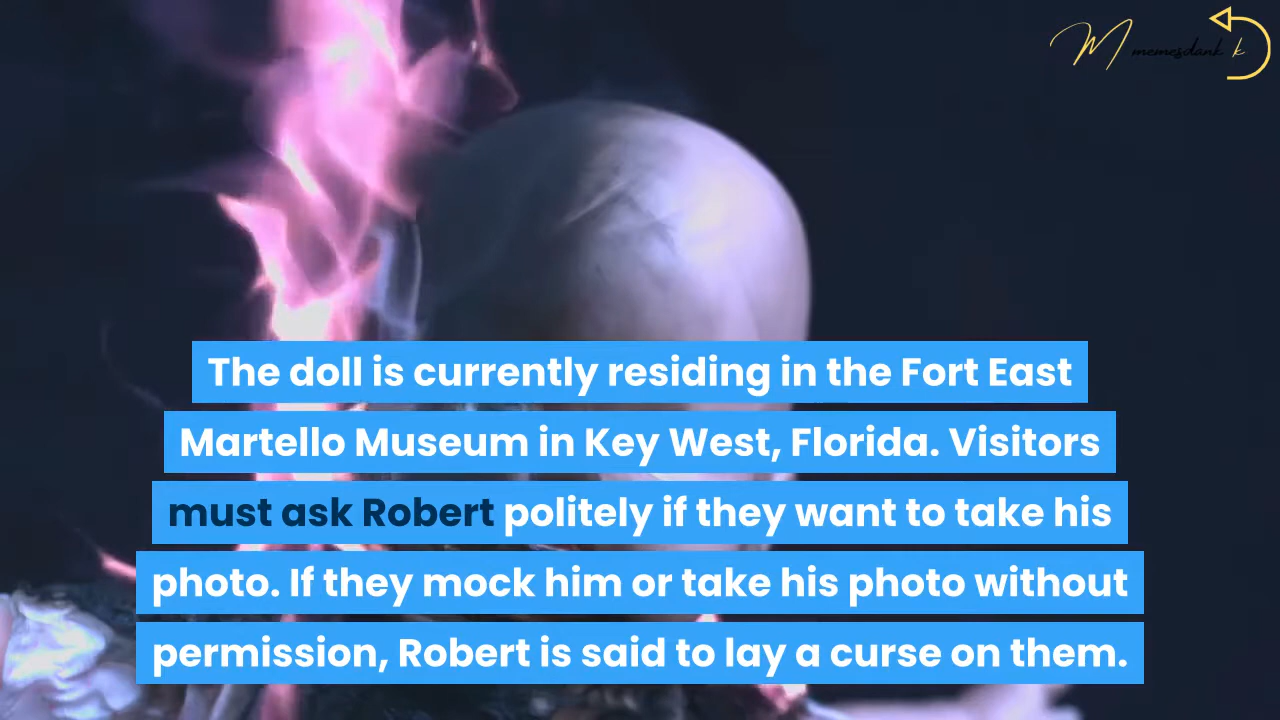 M memesdank k
The doll is currently residing in the Fort East
Martello Museum in Key West, Florida. Visitors
must ask Robert politely if they want to take his
photo. If they mock him or take his photo without
permission, Robert is said to lay a curse on them.